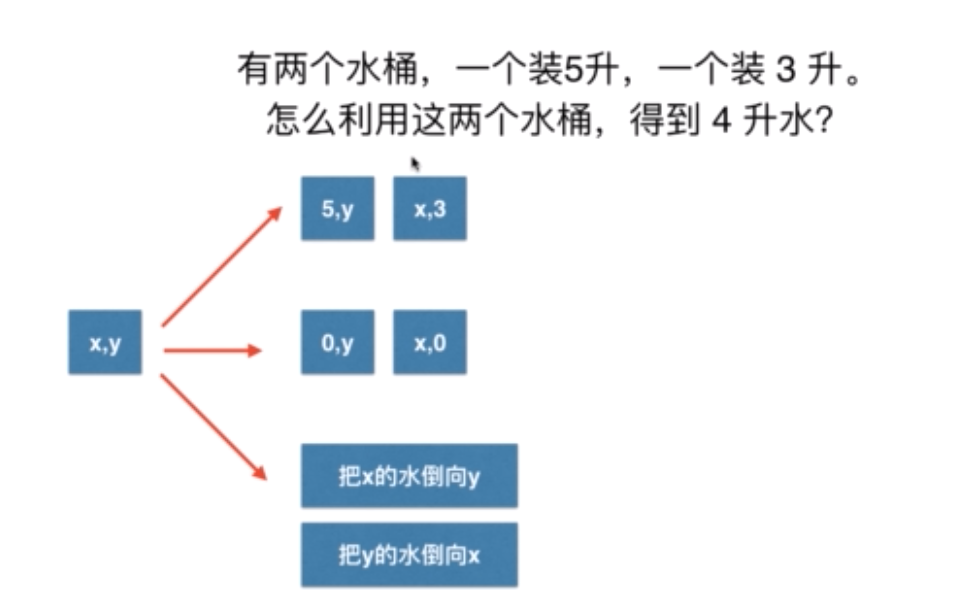 有两个水桶，一个装5升，一个装 3 升。
怎么利用这两个水桶，得到 4 升水？
5,y
x,3
x,y
0,y
x,0
把x的水倒向y
把y的水倒向x